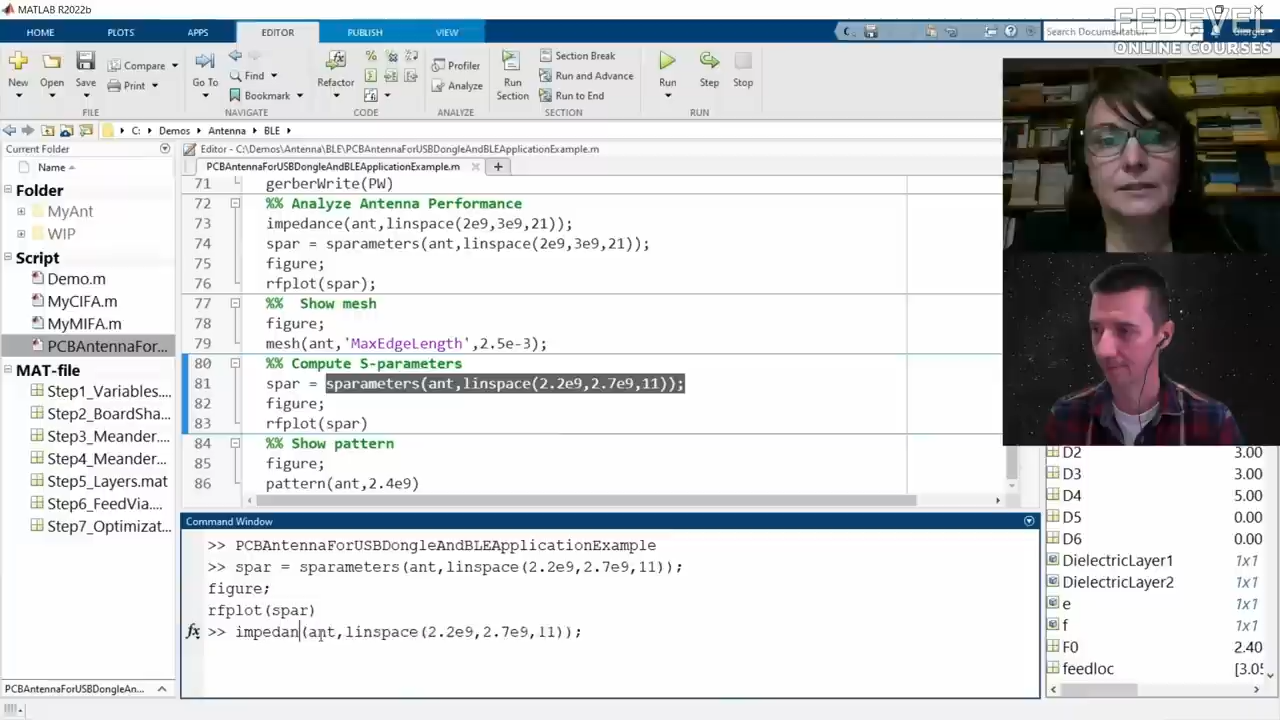 MATLAB R2022b
FEDEVEL
ONLINE COURSES
HOME PLOTS APPS EDITOR PUBLISH VIEW
Search Documentation
New Open Save Compare Print
FILE
Go To Find Bookmark
NAVIGATE
Refactor
CODE
Profiler Analyze
ANALYZE
Run Section Section Break Run and Advance Run to End
SECTION
Run Step Stop
RUN
C: Demos Antenna BLE
Current Folder
Name
Folder
MyAnt
WIP
Script
Demo.m
MyCIFA.m
MyMIFA.m
PCBAntennaFor...
MAT-file
Step1_Variables....
Step2_BoardSha...
Step3_Meander....
Step4_Meander...
Step5_Layers.mat
Step6_FeedVia....
Step7_Optimizat...
PCBAntennaForUSBDongleAn...
Editor - C:\Demos\Antenna\BLE\PCBAntennaForUSBDongleAndBLEApplicationExample.m
PCBAntennaForUSBDongleAndBLEApplicationExample.m
71 gerberWrite(PW)
72 %% Analyze Antenna Performance
73 impedance(ant,linspace(2e9,3e9,21));
74 spar = sparameters(ant,linspace(2e9,3e9,21));
75 figure;
76 rfplot(spar);
77 %% Show mesh
78 figure;
79 mesh(ant,'MaxEdgeLength',2.5e-3);
80 %% Compute S-parameters
81 spar = sparameters(ant,linspace(2.2e9,2.7e9,11));
82 figure;
83 rfplot(spar)
84 %% Show pattern
85 figure;
86 pattern(ant,2.4e9)
Command Window
>> PCBAntennaForUSBDongleAndBLEApplicationExample
>> spar = sparameters(ant,linspace(2.2e9,2.7e9,11));
figure;
rfplot(spar)
fx >> impedan(ant,linspace(2.2e9,2.7e9,11));
D2 3.00
D3 3.00
D4 5.00
D5 0.00
D6 0.00
DielectricLayer1 1x1
DielectricLayer2 1x1
e 1x1
f 1x1
F0 2.40
feedloc [3.05